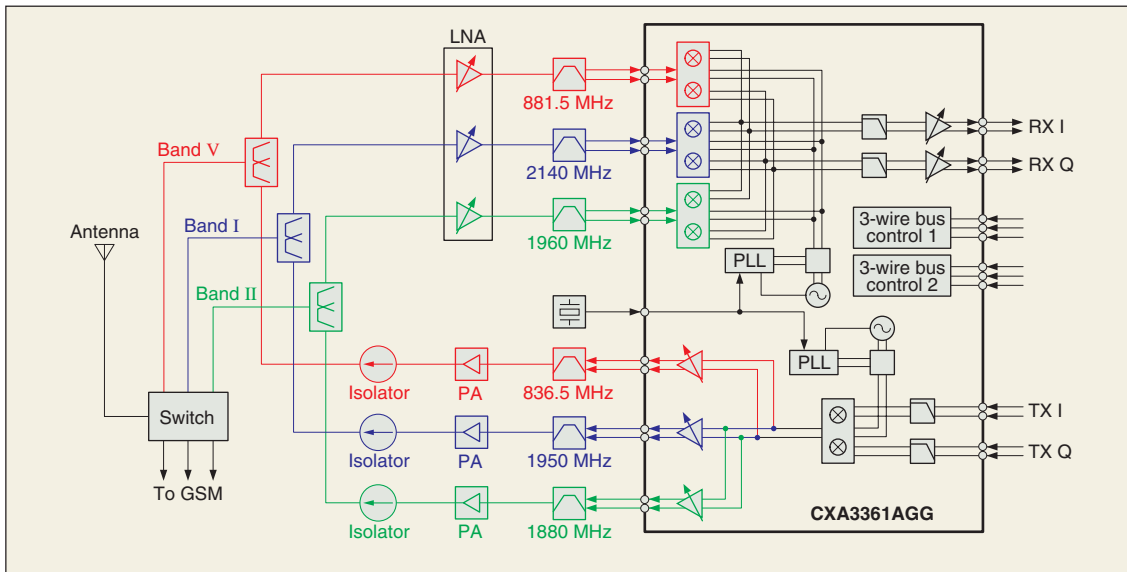 LNA
881.5 MHz
Band V
2140 MHz
RX I
RX Q
Antenna
Band I
1960 MHz
3-wire bus
control 1
PLL
3-wire bus
control 2
Band II
PLL
Isolator
PA
836.5 MHz
Switch
TX I
Isolator
PA
1950 MHz
TX Q
To GSM
Isolator
PA
1880 MHz
CXA3361AGG